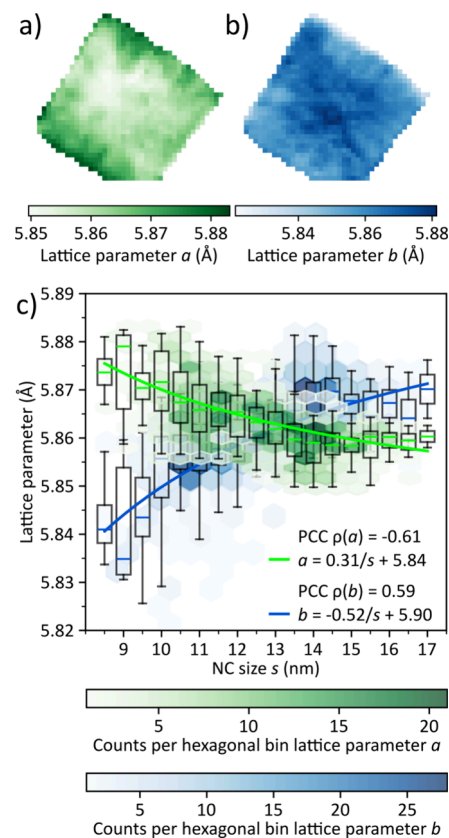 a)
b)
5.85 5.86 5.87 5.88
Lattice parameter a (Å)
5.84 5.86 5.88
Lattice parameter b (Å)
c)
5.89
5.88
5.87
5.86
5.85
5.84
5.83
5.82
Lattice parameter (Å)
PCC ρ(a) = -0.61
a = 0.31/s + 5.84
PCC ρ(b) = 0.59
b = -0.52/s + 5.90
9 10 11 12 13 14 15 16 17
NC size s (nm)
5 10 15 20
Counts per hexagonal bin lattice parameter a
5 10 15 20 25
Counts per hexagonal bin lattice parameter b